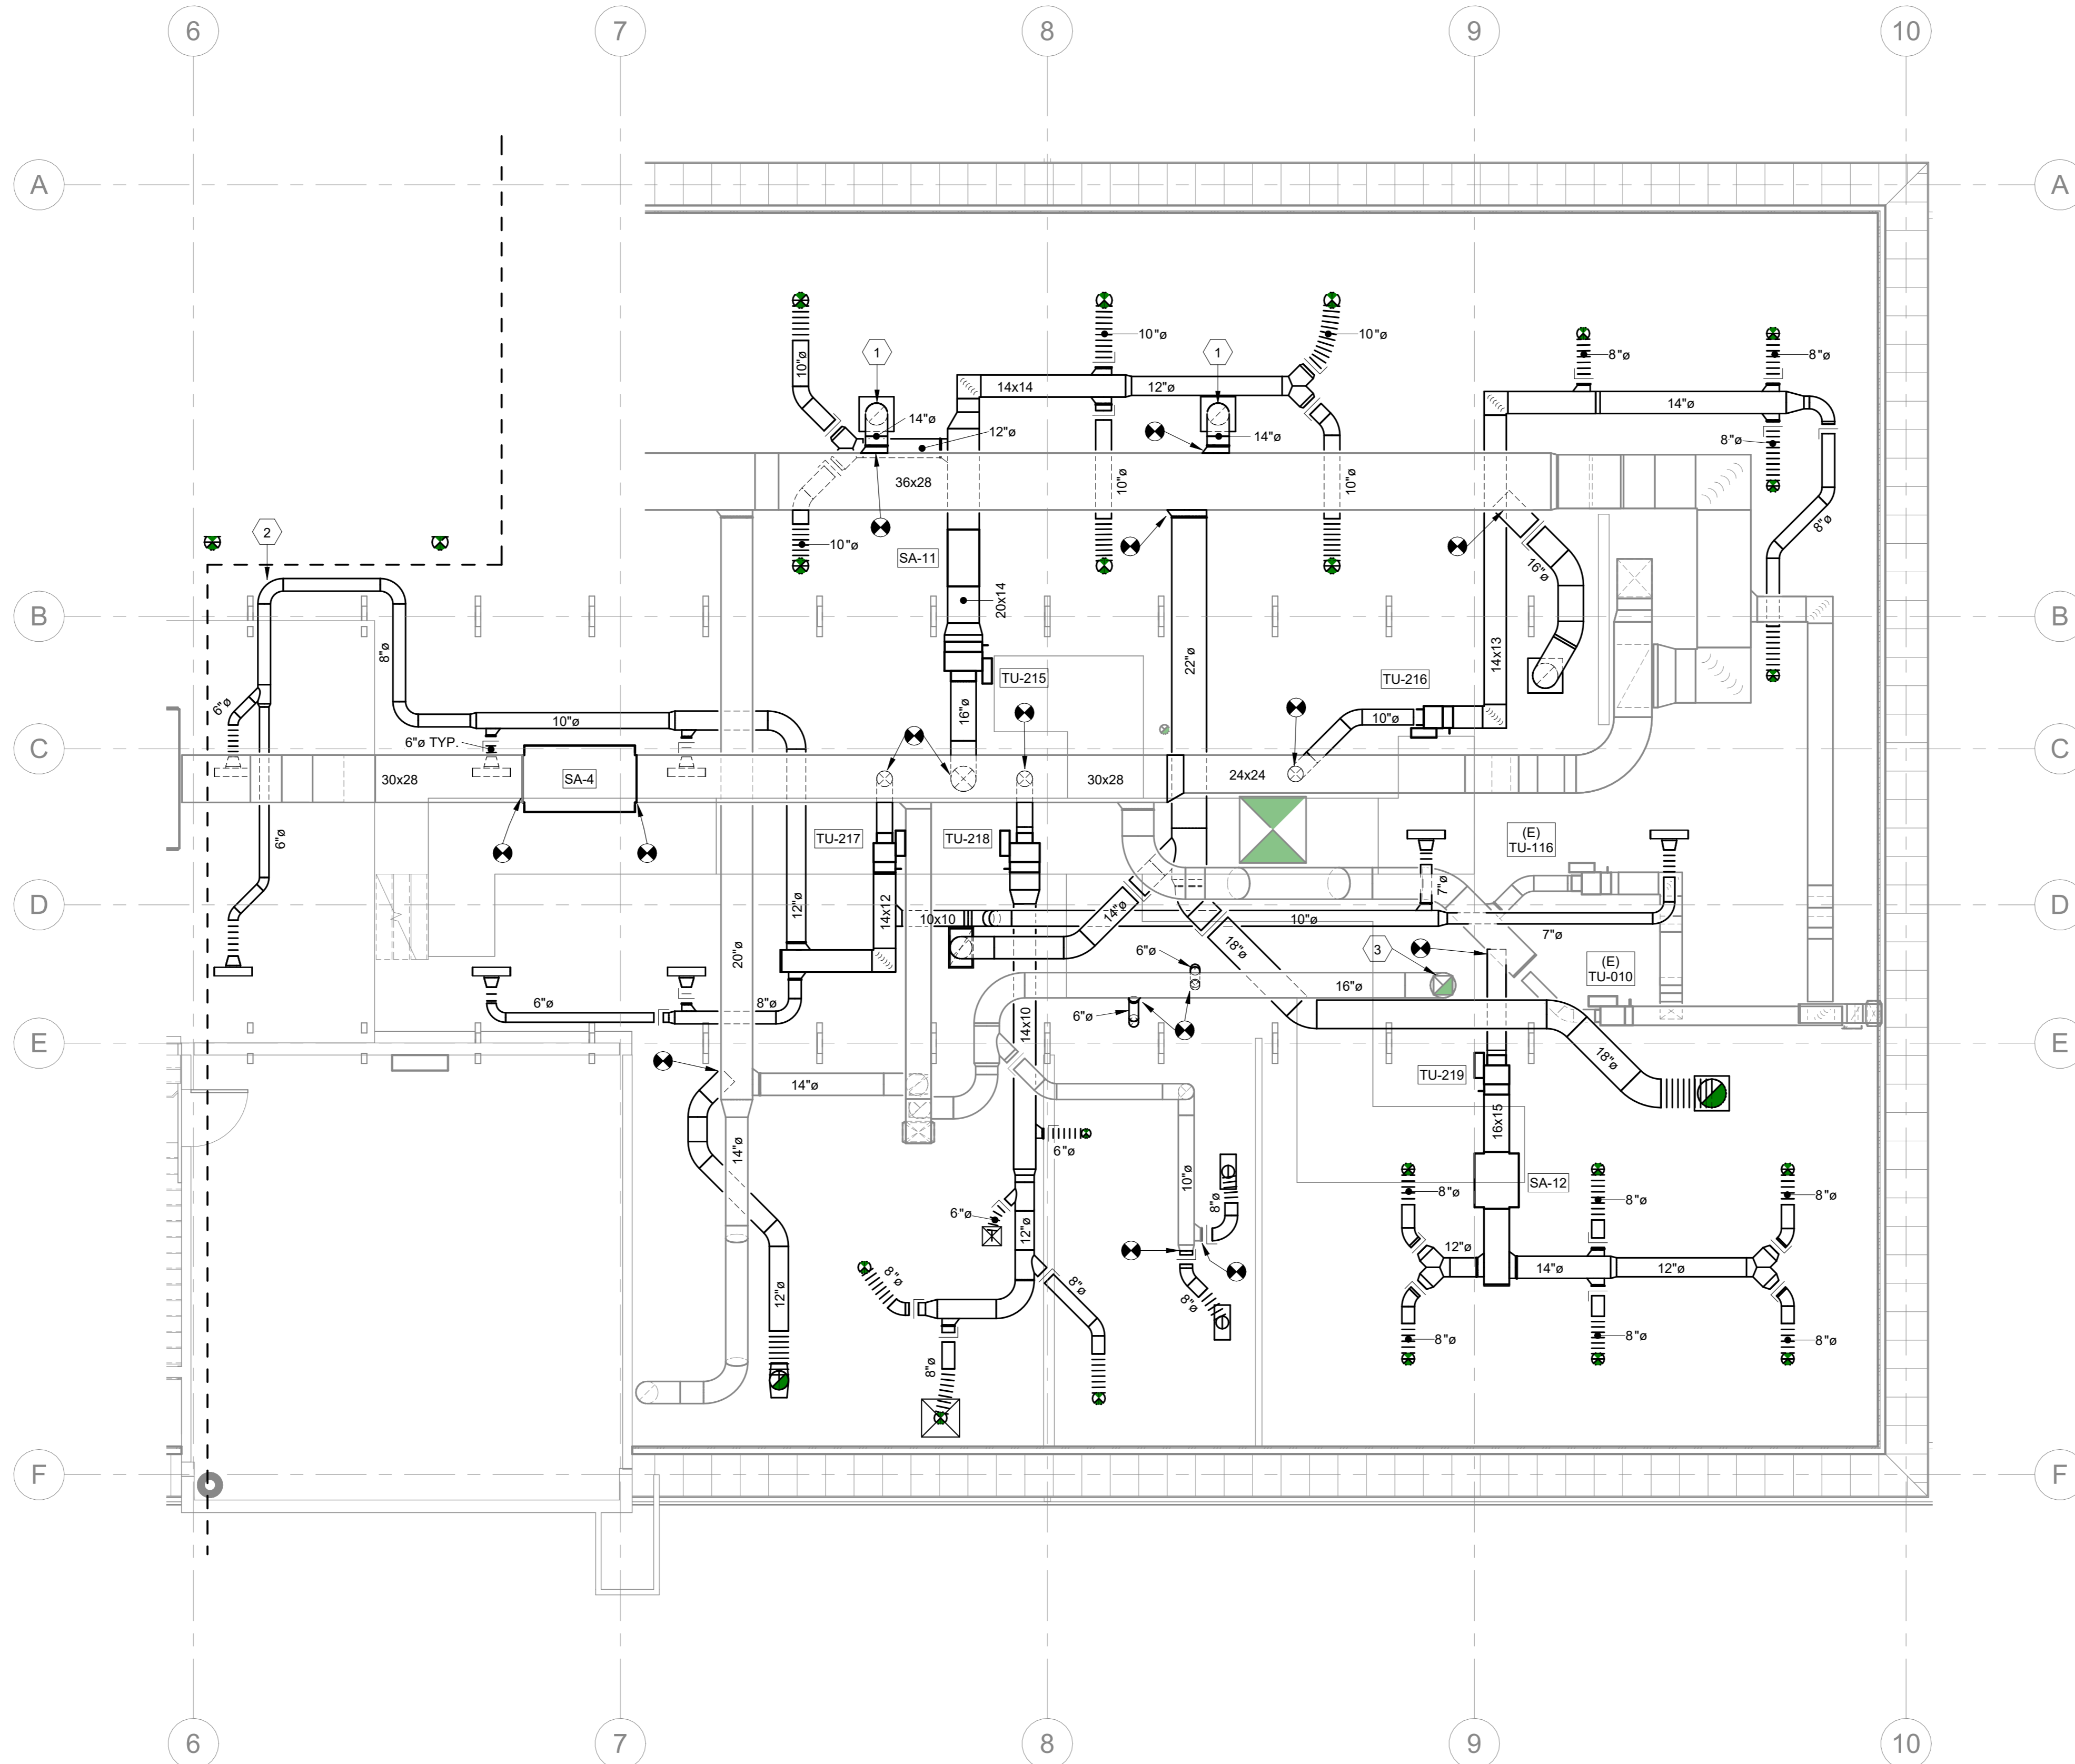 6 7 8 9 10
A A
10"ø 10"ø
1 1
8"ø 8"ø
10"ø
14x14 12"ø
14"ø
14"ø
12"ø
14"ø
8"ø
36x28
10"ø
10"ø
8"ø
2
10"ø
SA-11
16"ø
20x14
B B
8"ø
22"ø
14x13
TU-215
TU-216
6"ø
16"ø
10"ø
10"ø
6"ø TYP.
C C
30x28
SA-4
30x28
24x24
6"ø
TU-217
TU-218
(E)
TU-116
7"ø
D D
12"ø
14x12
10x10
14"ø
10"ø
7"ø
20"ø
18"ø
3
6"ø
(E)
TU-010
16"ø
6"ø
8"ø
6"ø
14x10
E E
18"ø
14"ø
TU-219
16x15
14"ø
6"ø
10"ø
SA-12
8"ø
8"ø
8"ø
8"ø
6"ø
12"ø
12"ø
14"ø
12"ø
8"ø
8"ø
12"ø
8"ø
8"ø
8"ø
8"ø
8"ø
F F
6 7 8 9 10